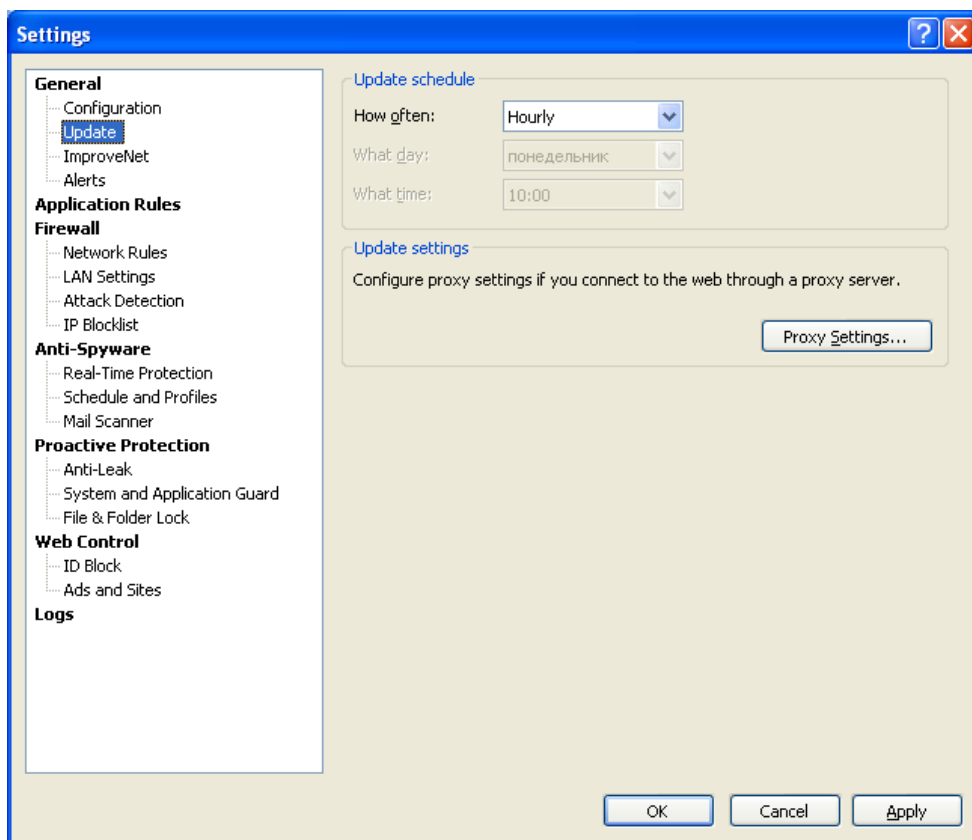 Settings
General
Configuration
Update
ImproveNet
Alerts
Application Rules
Firewall
Network Rules
LAN Settings
Attack Detection
IP Blocklist
Anti-Spyware
Real-Time Protection
Schedule and Profiles
Mail Scanner
Proactive Protection
Anti-Leak
System and Application Guard
File & Folder Lock
Web Control
ID Block
Ads and Sites
Logs
Update schedule
How often: Hourly
What day: понедельник
What time: 10:00
Update settings
Configure proxy settings if you connect to the web through a proxy server.
Proxy Settings...
OK Cancel Apply